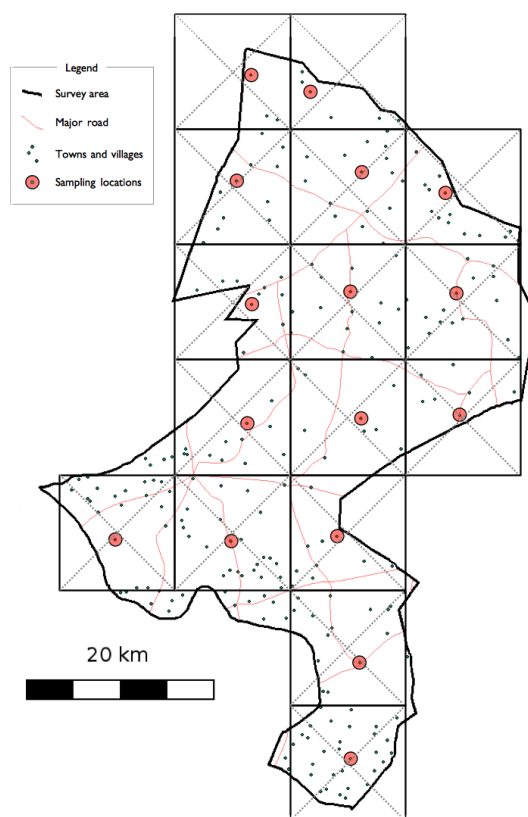 Legend
Survey area
Major road
Towns and villages
Sampling locations
20 km